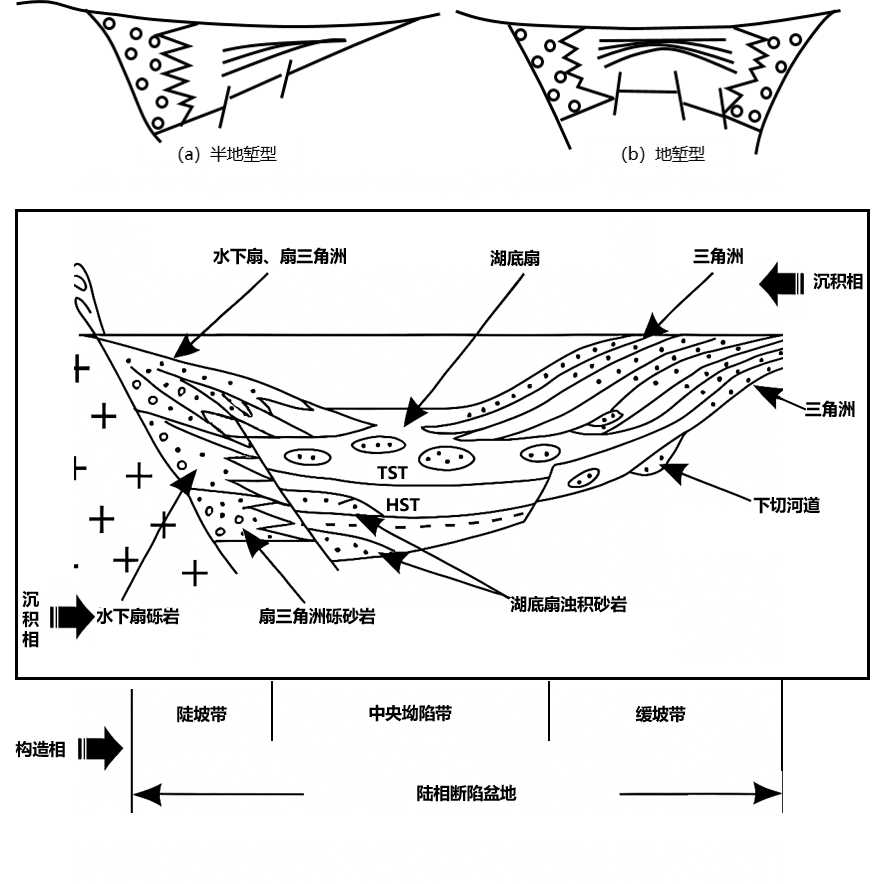 (a) 半地堑型
(b) 地堑型
水下扇、扇三角洲
湖底扇
三角洲
沉积相
三角洲
TST
HST
下切河道
沉积相
水下扇砾岩
扇三角洲砾砂岩
湖底扇浊积砂岩
陡坡带
中央坳陷带
缓坡带
构造相
陆相断陷盆地